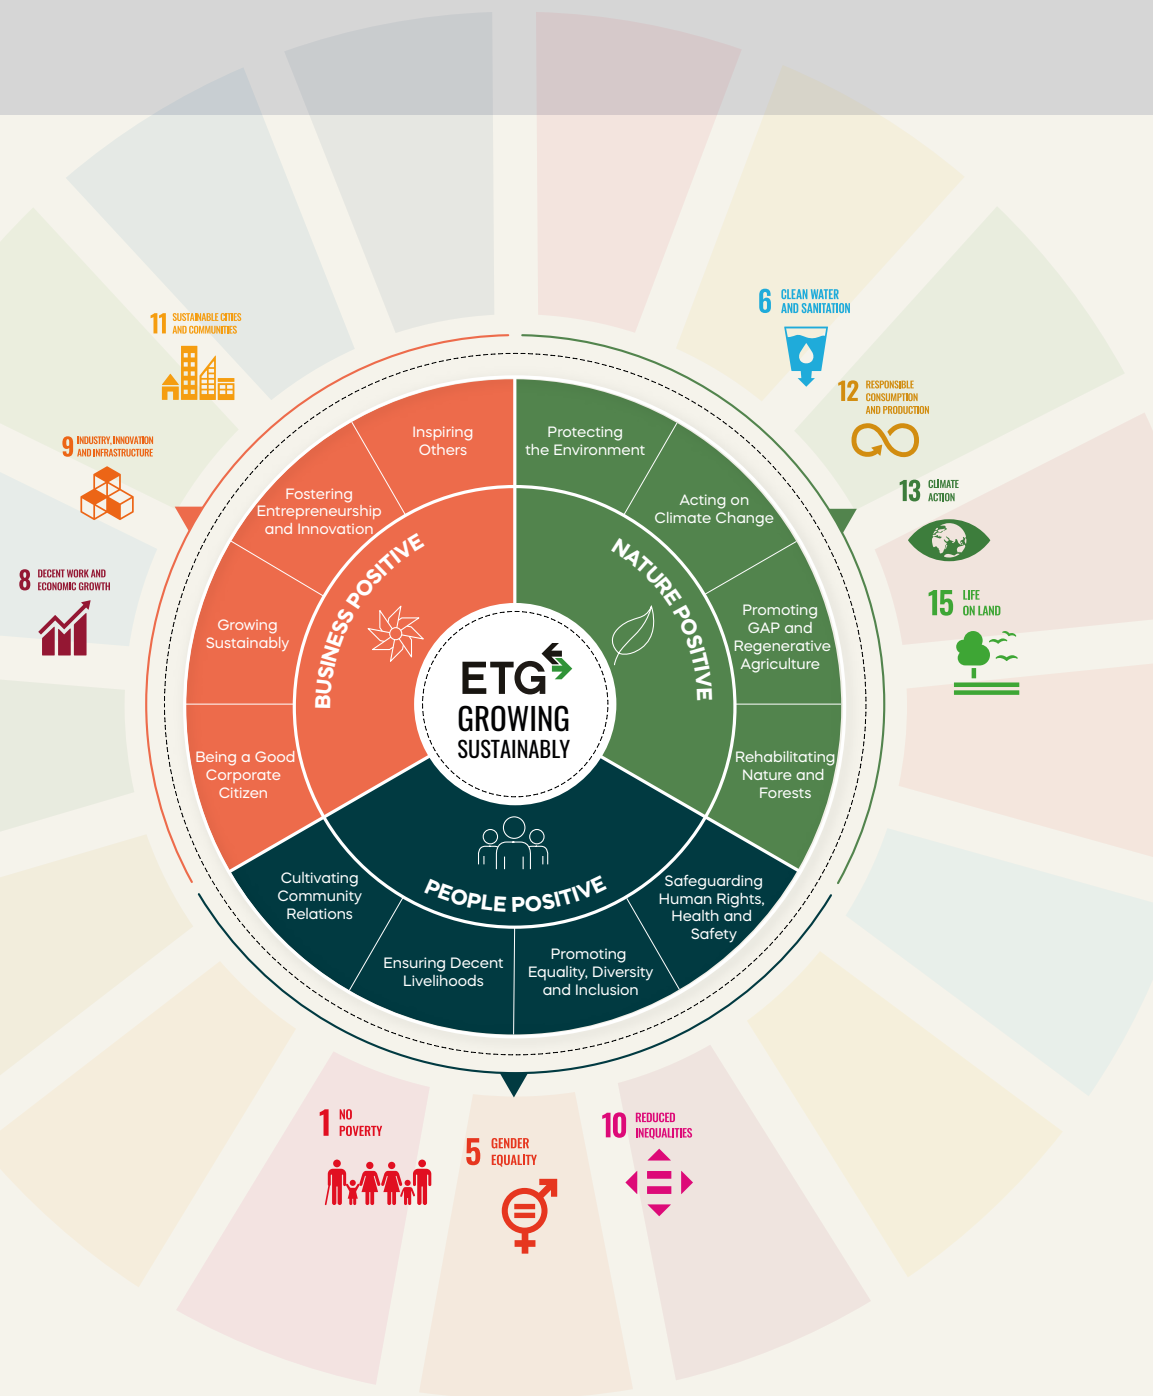 6 CLEAN WATER
AND SANITATION
12 RESPONSIBLE
CONSUMPTION
AND PRODUCTION
13 CLIMATE
ACTION
15 LIFE
ON LAND
11 SUSTAINABLE CITIES
AND COMMUNITIES
9 INDUSTRY, INNOVATION
AND INFRASTRUCTURE
8 DECENT WORK AND
ECONOMIC GROWTH
Inspiring
Others
Fostering
Entrepreneurship
and Innovation
Growing
Sustainably
Being a Good
Corporate
Citizen
BUSINESS POSITIVE
Protecting
the Environment
Acting on
Climate Change
Promoting
GAP and
Regenerative
Agriculture
Rehabilitating
Nature and
Forests
NATURE POSITIVE
ETG
GROWING
SUSTAINABLY
PEOPLE POSITIVE
Cultivating
Community
Relations
Ensuring Decent
Livelihoods
Promoting
Equality, Diversity
and Inclusion
Safeguarding
Human Rights,
Health and
Safety
1 NO
POVERTY
5 GENDER
EQUALITY
10 REDUCED
INEQUALITIES